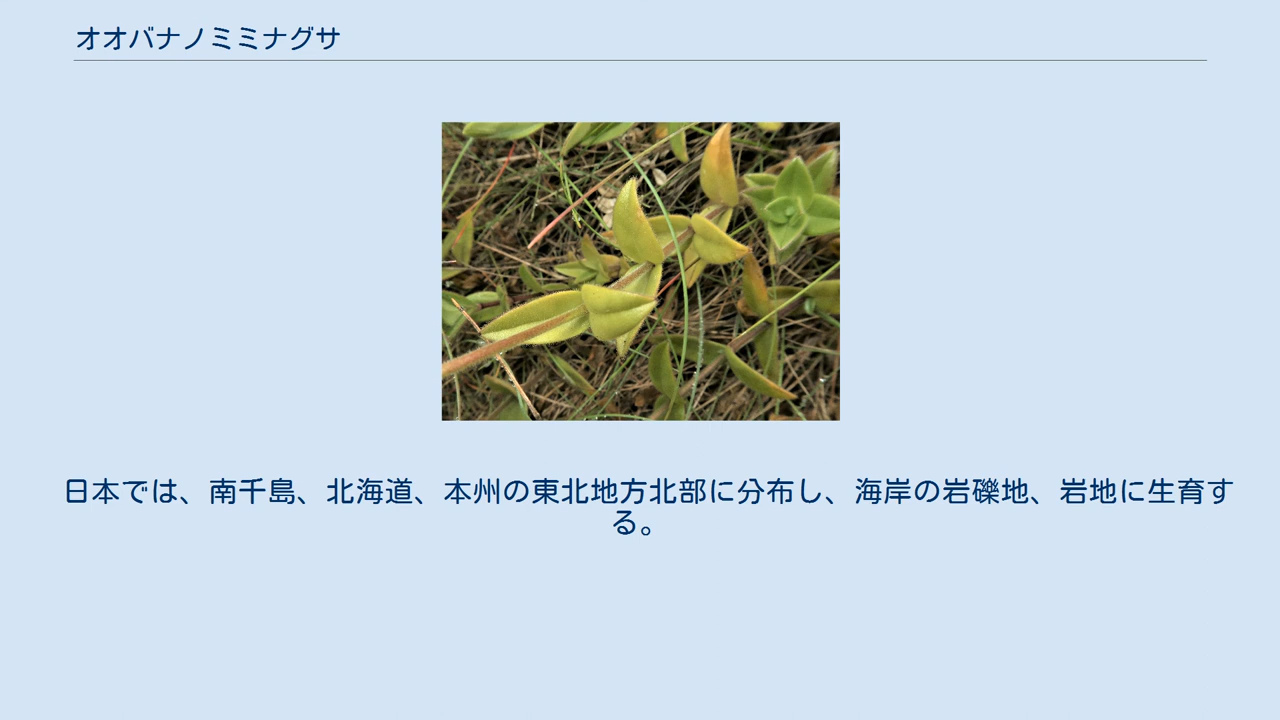 オオバナノミミナグサ
日本では、南千島、北海道、本州の東北地方北部に分布し、海岸の岩礫地、岩地に生育す
る。